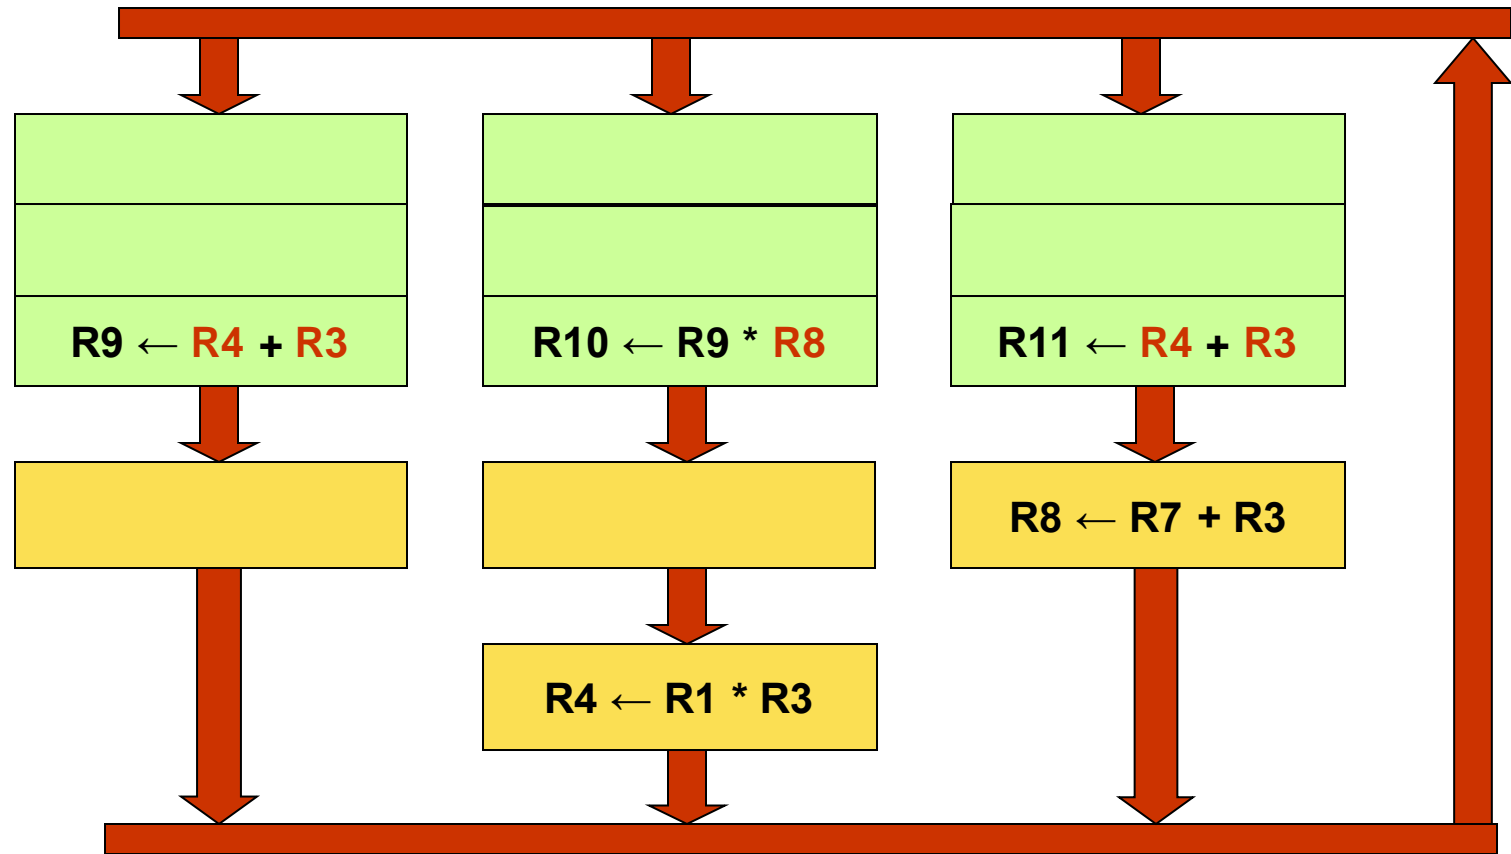 R9 ← R4 + R3
R10 ← R9 * R8
R11 ← R4 + R3
R8 ← R7 + R3
R4 ← R1 * R3